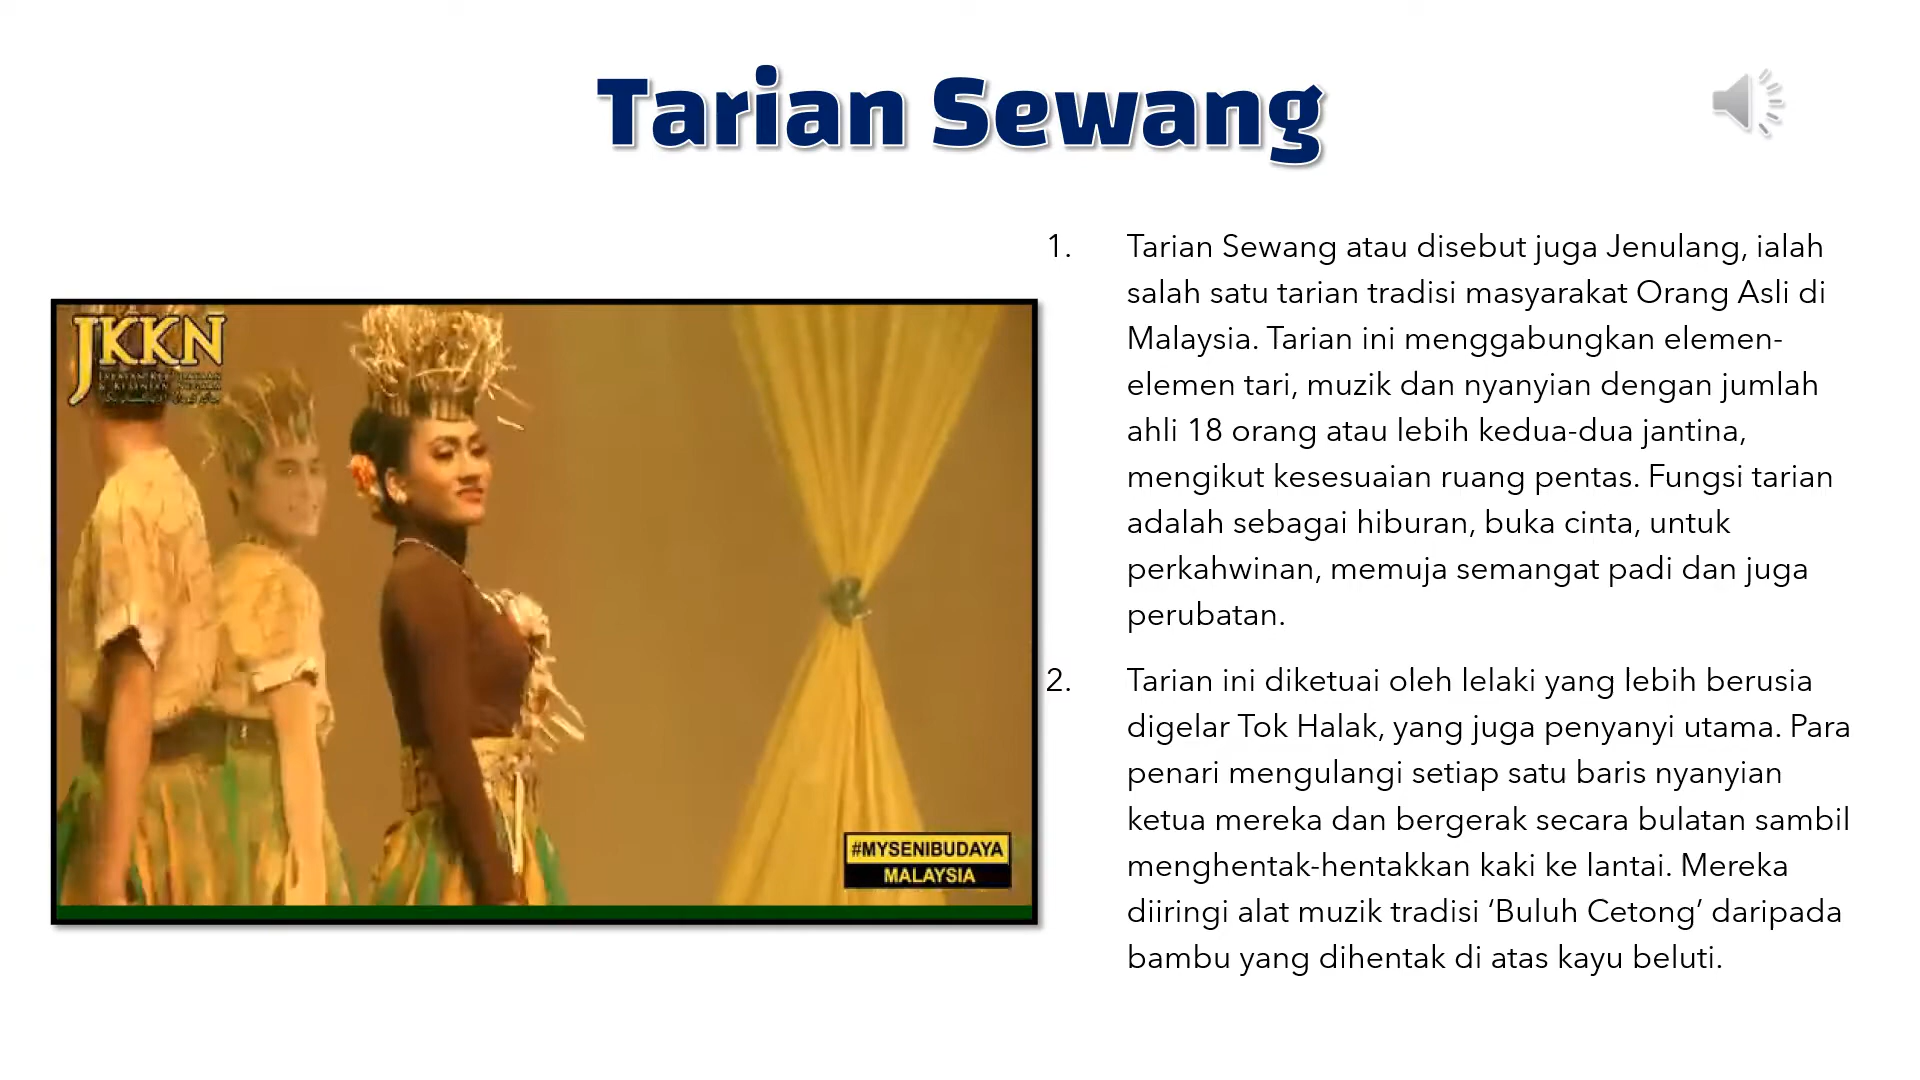 Tarian Sewang
JKKN
#MYSENIBUDAYA
MALAYSIA
1. Tarian Sewang atau disebut juga Jenulang, ialah
salah satu tarian tradisi masyarakat Orang Asli di
Malaysia. Tarian ini menggabungkan elemen-
elemen tari, muzik dan nyanyian dengan jumlah
ahli 18 orang atau lebih kedua-dua jantina,
mengikut kesesuaian ruang pentas. Fungsi tarian
adalah sebagai hiburan, buka cinta, untuk
perkahwinan, memuja semangat padi dan juga
perubatan.
2. Tarian ini diketuai oleh lelaki yang lebih berusia
digelar Tok Halak, yang juga penyanyi utama. Para
penari mengulangi setiap satu baris nyanyian
ketua mereka dan bergerak secara bulatan sambil
menghentak-hentakkan kaki ke lantai. Mereka
diiringi alat muzik tradisi ‘Buluh Cetong’ daripada
bambu yang dihentak di atas kayu beluti.